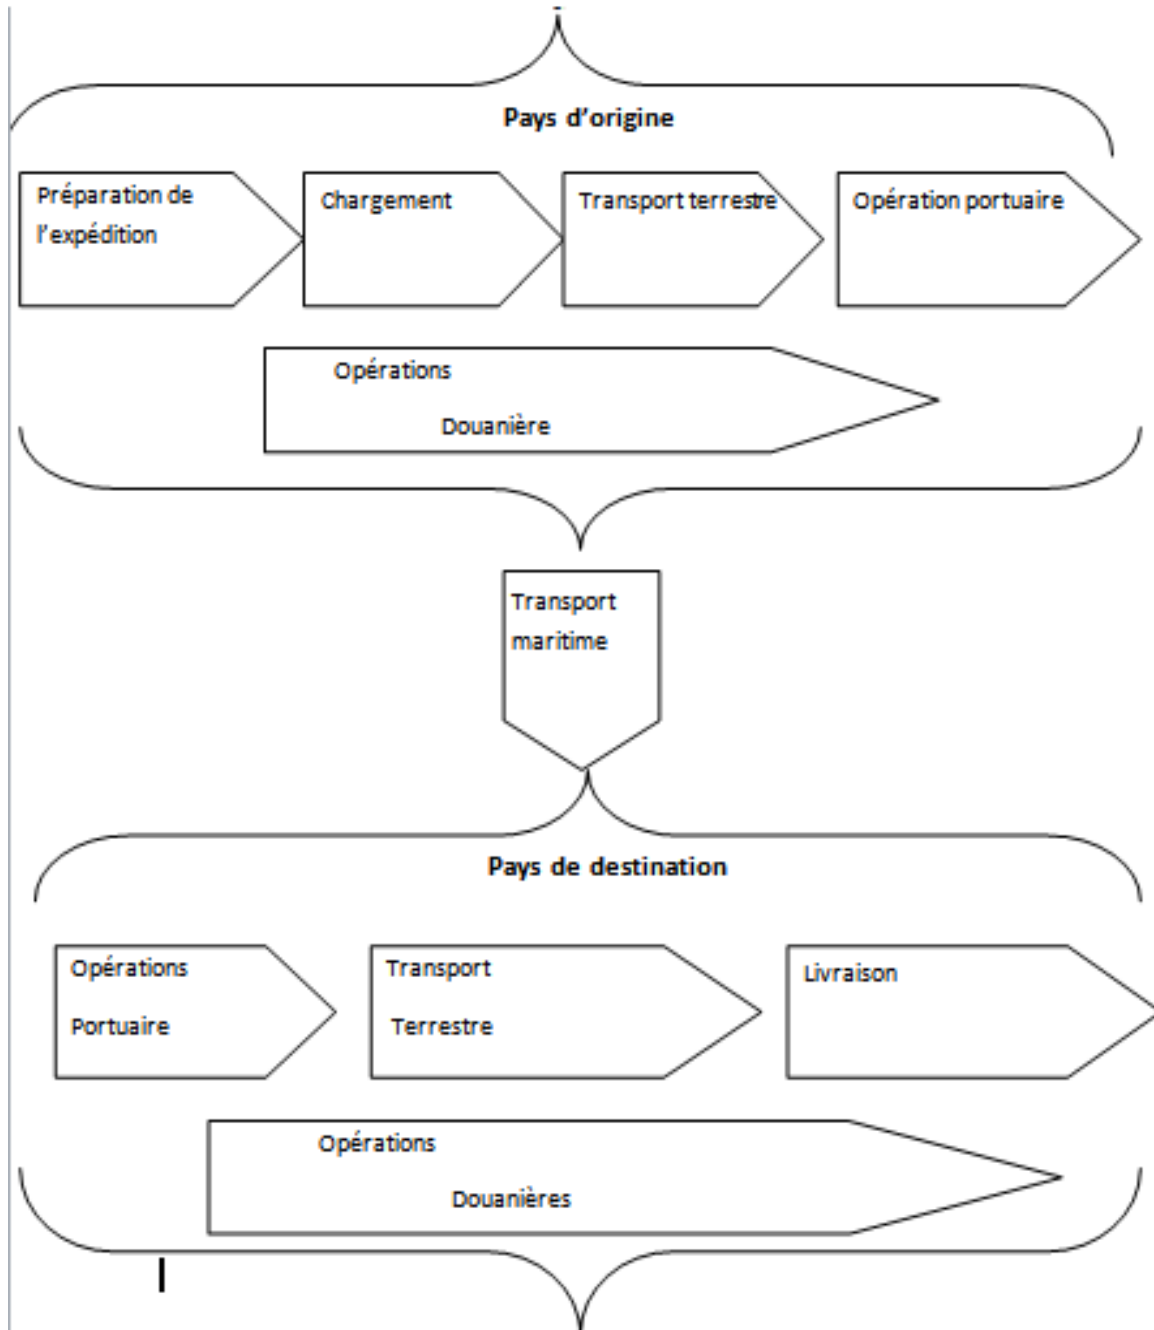 Pays d'origine
Préparation de
l'expédition
Chargement
Transport terrestre
Opération portuaire
Opérations
Douanière
Transport
maritime
Pays de destination
Opérations
Portuaire
Transport
Terrestre
Livraison
Opérations
Douanières